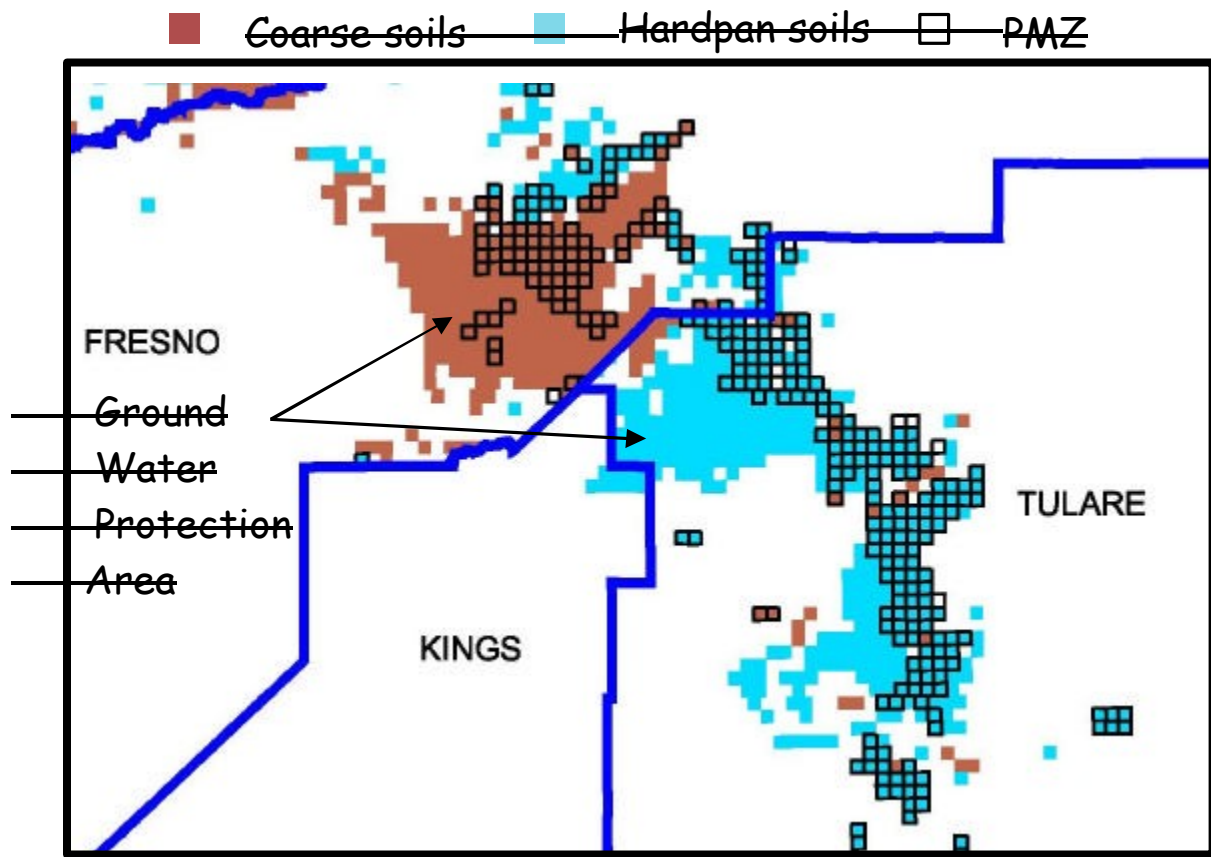 Coarse soils Hardpan soils PMZ
FRESNO
Ground
Water
Protection
Area
TULARE
KINGS